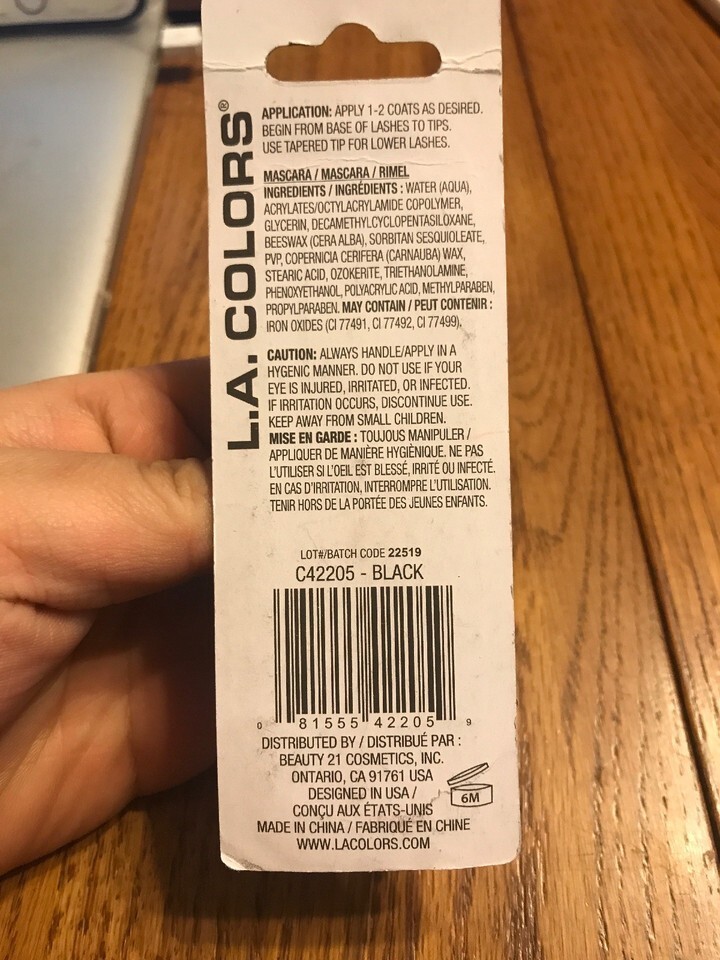 L.A. COLORS®
APPLICATION: APPLY 1-2 COATS AS DESIRED.
BEGIN FROM BASE OF LASHES TO TIPS.
USE TAPERED TIP FOR LOWER LASHES.
MASCARA / MASCARA / RIMEL
INGREDIENTS / INGRÉDIENTS : WATER (AQUA),
ACRYLATES/OCTYLACRYLAMIDE COPOLYMER,
GLYCERIN, DECAMETHYLCYCLOPENTASILOXANE,
BEESWAX (CERA ALBA), SORBITAN SESQUIOLEATE,
PVP, COPERNICIA CERIFERA (CARNAUBA) WAX,
STEARIC ACID, OZOKERITE, TRIETHANOLAMINE,
PHENOXYETHANOL, POLYACRYLIC ACID, METHYLPARABEN,
PROPYLPARABEN. MAY CONTAIN / PEUT CONTENIR :
IRON OXIDES (CI 77491, CI 77492, CI 77499).
CAUTION: ALWAYS HANDLE/APPLY IN A
HYGENIC MANNER. DO NOT USE IF YOUR
EYE IS INJURED, IRRITATED, OR INFECTED.
IF IRRITATION OCCURS, DISCONTINUE USE.
KEEP AWAY FROM SMALL CHILDREN.
MISE EN GARDE : TOUJOUS MANIPULER /
APPLIQUER DE MANIÈRE HYGIÈNIQUE. NE PAS
L'UTILISER SI L'OEIL EST BLESSÉ, IRRITÉ OU INFECTÉ.
EN CAS D'IRRITATION, INTERROMPRE L'UTILISATION.
TENIR HORS DE LA PORTÉE DES JEUNES ENFANTS.
LOT#/BATCH CODE 22519
C42205 - BLACK
0 81555 42205 9
DISTRIBUTED BY / DISTRIBUÉ PAR :
BEAUTY 21 COSMETICS, INC.
ONTARIO, CA 91761 USA
DESIGNED IN USA /
CONÇU AUX ÉTATS-UNIS
MADE IN CHINA / FABRIQUÉ EN CHINE
WWW.LACOLORS.COM
6M